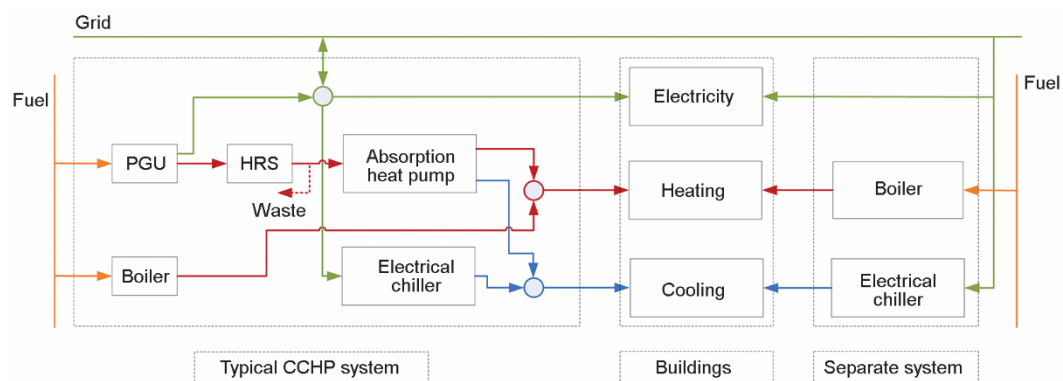 Grid
Fuel
Fuel
Electricity
PGU
HRS
Absorption
heat pump
Heating
Boiler
Waste
Boiler
Electrical
chiller
Cooling
Electrical
chiller
Typical CCHP system
Buildings
Separate system